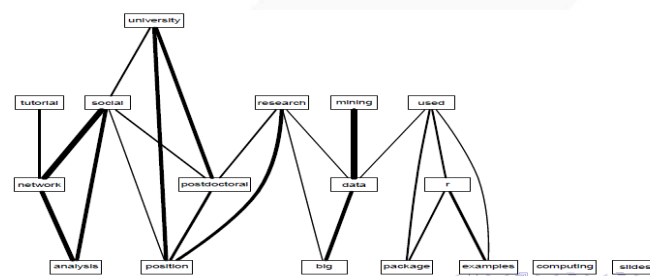 university
tutorial social research mining used
network postdoctoral data r
analysis position big package examples computing slides